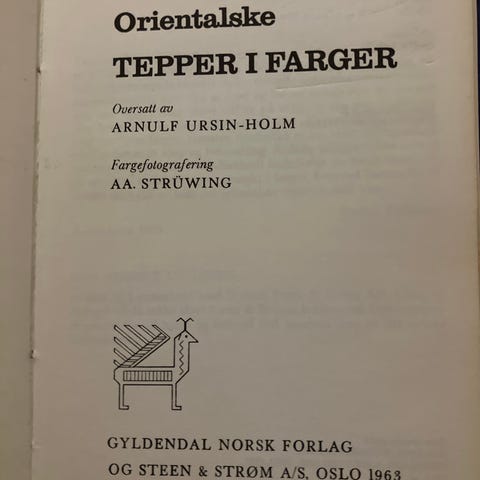 Orientalske
TEPPER I FARGER
Oversatt av
ARNULF URSIN-HOLM
Fargefotografering
AA. STRÜWING
GYLDENDAL NORSK FORLAG
OG STEEN & STRØM A/S, OSLO 1963